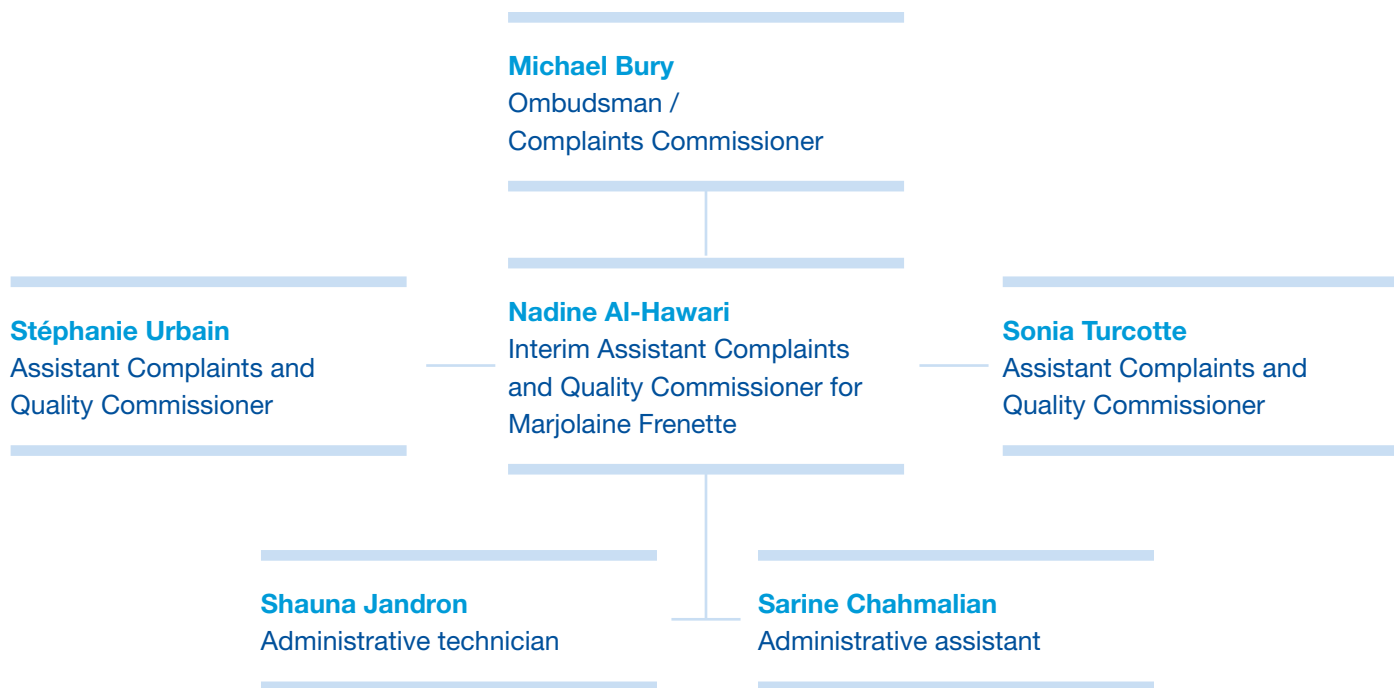 Michael Bury
Ombudsman /
Complaints Commissioner
Stéphanie Urbain
Assistant Complaints and
Quality Commissioner
Nadine Al-Hawari
Interim Assistant Complaints
and Quality Commissioner for
Marjolaine Frenette
Sonia Turcotte
Assistant Complaints and
Quality Commissioner
Shauna Jandron
Administrative technician
Sarine Chahmalian
Administrative assistant